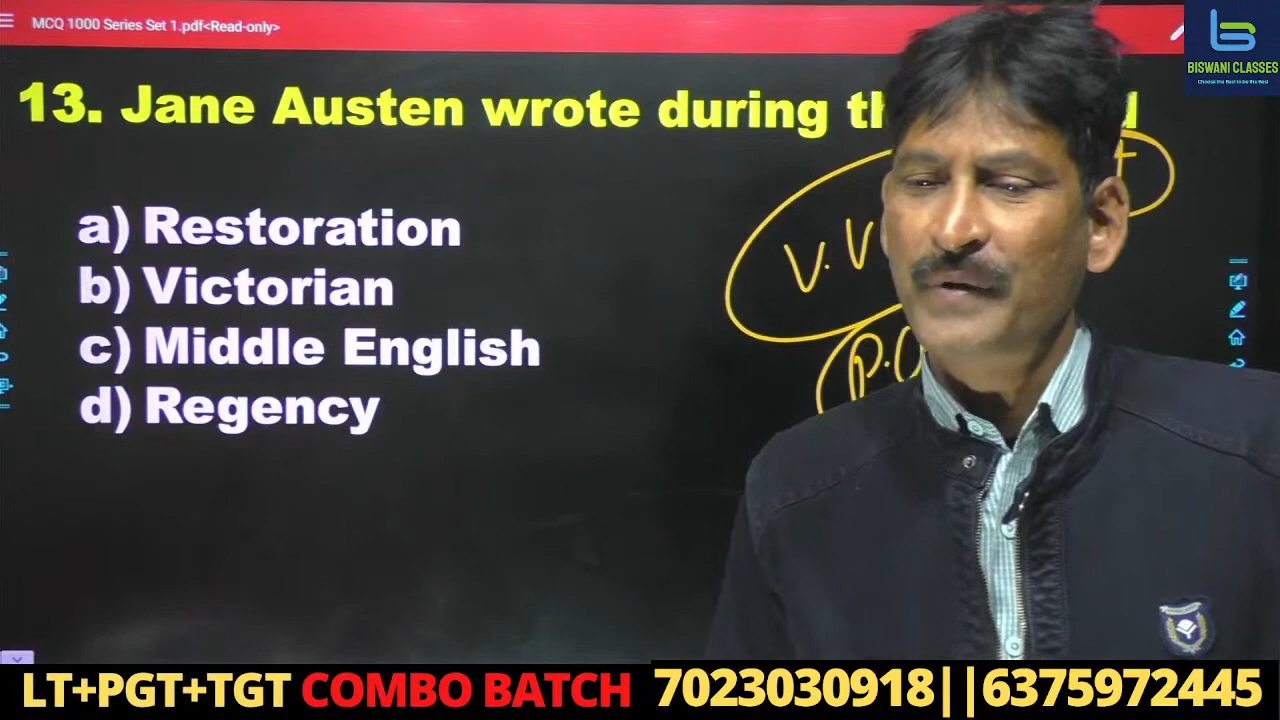 MCQ 1000 Series Set 1.pdf<Read-only>
BISWANI CLASSES
13. Jane Austen wrote during
a) Restoration
b) Victorian
c) Middle English
d) Regency
V. V
P.
LT+PGT+TGT COMBO BATCH 7023030918||6375972445